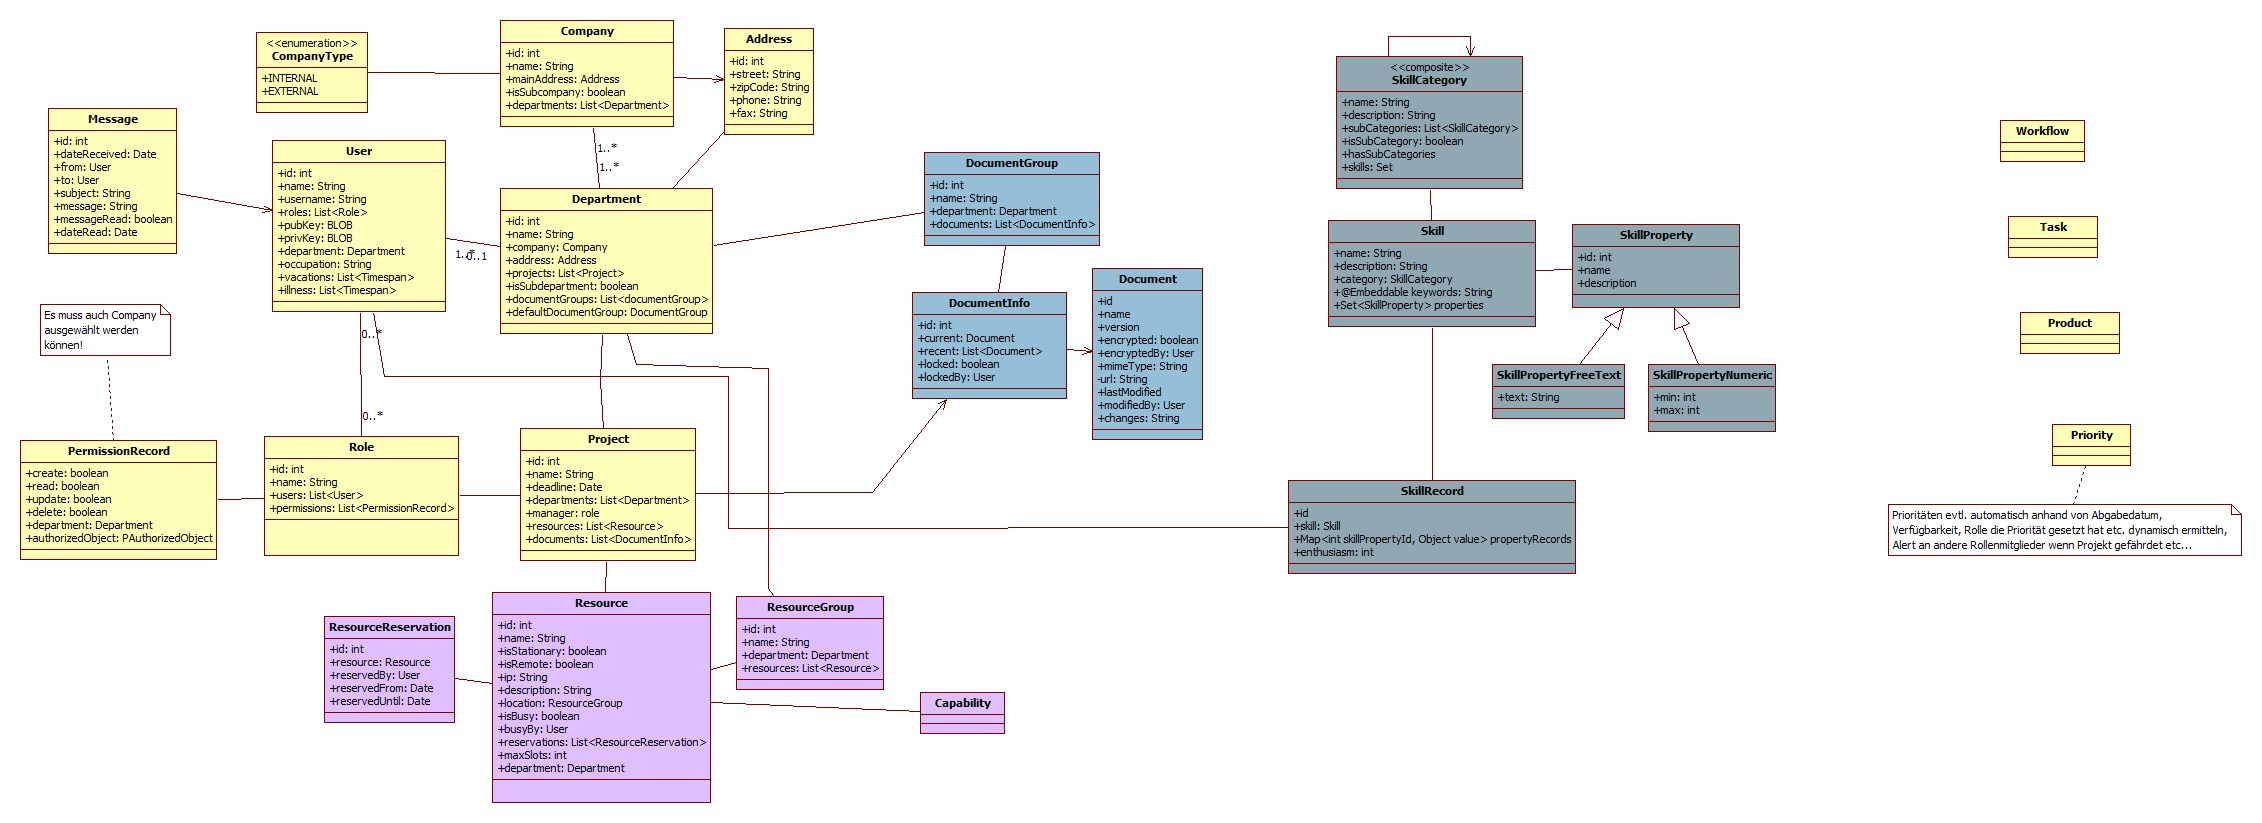 <<enumeration>>
CompanyType
+INTERNAL
+EXTERNAL
Company
+id: int
+name: String
+mainAddress: Address
+isSubcompany: boolean
+departments: List<Department>
Address
+id: int
+street: String
+zipCode: String
+phone: String
+fax: String
Message
+id: int
+dateReceived: Date
+from: User
+to: User
+subject: String
+message: String
+messageRead: boolean
+dateRead: Date
User
+id: int
+name: String
+username: String
+roles: List<Role>
+pubKey: BLOB
+privKey: BLOB
+department: Department
+occupation: String
+vacations: List<Timespan>
+illness: List<Timespan>
1..*
1..*
1..*
0..1
Department
+id: int
+name: String
+company: Company
+address: Address
+projects: List<Project>
+isSubdepartment: boolean
+documentGroups: List<documentGroup>
+defaultDocumentGroup: DocumentGroup
DocumentGroup
+id: int
+name: String
+department: Department
+documents: List<DocumentInfo>
DocumentInfo
+id: int
+current: Document
+recent: List<Document>
+locked: boolean
+lockedBy: User
Document
+id
+name
+version
+encrypted: boolean
+encryptedBy: User
+mimeType: String
-url: String
+lastModified
+modifiedBy: User
+changes: String
Es muss auch Company
ausgewählt werden
können!
0..*
0..*
PermissionRecord
+create: boolean
+read: boolean
+update: boolean
+delete: boolean
+department: Department
+authorizedObject: PAuthorizedObject
Role
+id: int
+name: String
+users: List<User>
+permissions: List<PermissionRecord>
Project
+id: int
+name: String
+deadline: Date
+departments: List<Department>
+manager: role
+resources: List<Resource>
+documents: List<DocumentInfo>
ResourceReservation
+id: int
+resource: Resource
+reservedBy: User
+reservedFrom: Date
+reservedUntil: Date
Resource
+id: int
+name: String
+isStationary: boolean
+isRemote: boolean
+ip: String
+description: String
+location: ResourceGroup
+isBusy: boolean
+busyBy: User
+reservations: List<ResourceReservation>
+maxSlots: int
+department: Department
ResourceGroup
+id: int
+name: String
+department: Department
+resources: List<Resource>
Capability
<<composite>>
SkillCategory
+name: String
+description: String
+subCategories: List<SkillCategory>
+isSubCategory: boolean
+hasSubCategories
+skills: Set
Skill
+name: String
+description: String
+category: SkillCategory
+@Embeddable keywords: String
+Set<SkillProperty> properties
SkillProperty
+id: int
+name
+description
SkillPropertyFreeText
+text: String
SkillPropertyNumeric
+min: int
+max: int
SkillRecord
+id
+skill: Skill
+Map<int skillPropertyId, Object value> propertyRecords
+enthusiasm: int
Workflow
Task
Product
Priority
Prioritäten evtl. automatisch anhand von Abgabedatum,
Verfügbarkeit, Rolle die Priorität gesetzt hat etc. dynamisch ermitteln,
Alert an andere Rollenmitglieder wenn Projekt gefährdet etc...